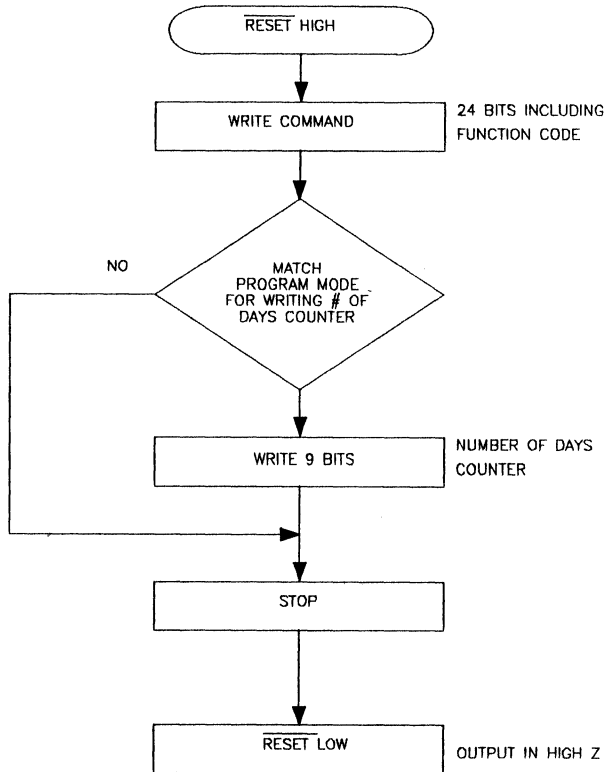 RESET HIGH
WRITE COMMAND
24 BITS INCLUDING
FUNCTION CODE
NO
MATCH
PROGRAM MODE
FOR WRITING # OF
DAYS COUNTER
WRITE 9 BITS
NUMBER OF DAYS
COUNTER
STOP
RESET LOW
OUTPUT IN HIGH Z